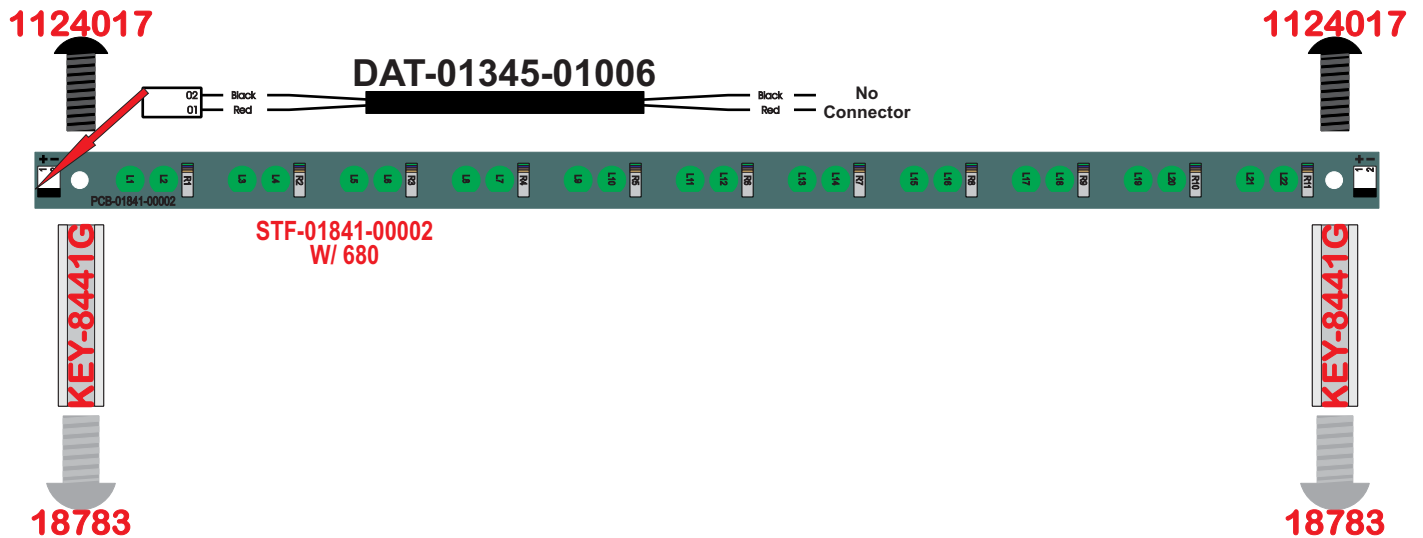 1124017
1124017
DAT-01345-01006
02 Black
01 Red
Black No
Red Connector
+ -
1
+ -
1 2
L1 L2 R1 L3 L4 R2 L5 L6 R3 L7 R4 L9 L10 R5 L11 L12 R6 L13 L14 R7 L15 L16 R8 L17 L18 R9 L19 L20 R10 L21 L22 R11
PCB-01841-00002
STF-01841-00002
W/ 680
KEY-8441G
KEY-8441G
18783
18783